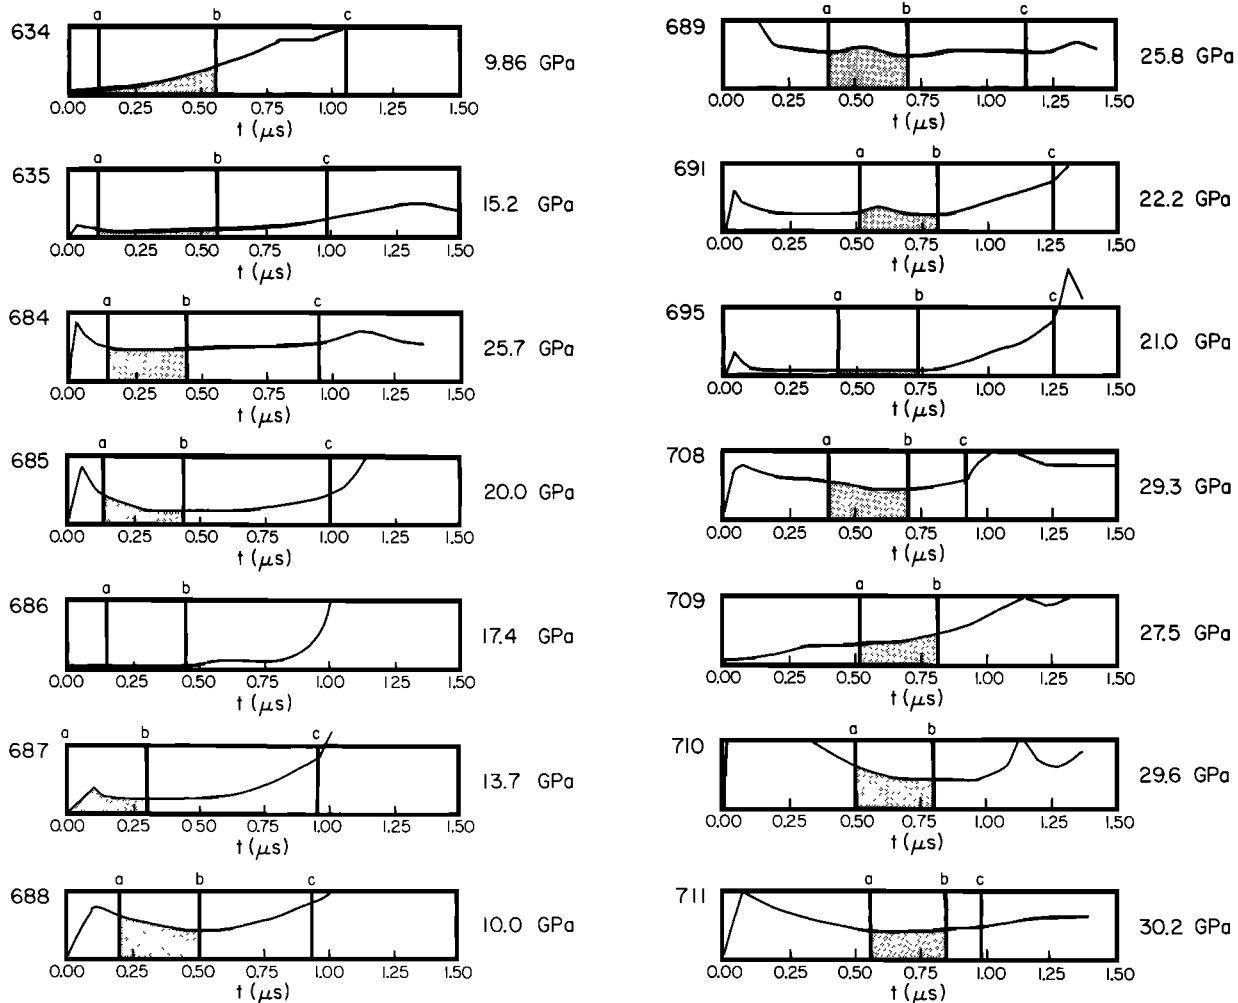 a b c
634
9.86 GPa
0.00 0.25 0.50 0.75 1.00 1.25 1.50
t (μs)
a b c
635
15.2 GPa
0.00 0.25 0.50 0.75 1.00 1.25 1.50
t (μs)
a b c
684
25.7 GPa
0.00 0.25 0.50 0.75 1.00 1.25 1.50
t (μs)
a b c
685
20.0 GPa
0.00 0.25 0.50 0.75 1.00 1.25 1.50
t (μs)
a b
686
17.4 GPa
0.00 0.25 0.50 0.75 1.00 1.25 1.50
t (μs)
a b c
687
13.7 GPa
0.00 0.25 0.50 0.75 1.00 1.25 1.50
t (μs)
a b c
688
10.0 GPa
0.00 0.25 0.50 0.75 1.00 1.25 1.50
t (μs)
a b c
689
25.8 GPa
0.00 0.25 0.50 0.75 1.00 1.25 1.50
t (μs)
a b c
691
22.2 GPa
0.00 0.25 0.50 0.75 1.00 1.25 1.50
t (μs)
a b c
695
21.0 GPa
0.00 0.25 0.50 0.75 1.00 1.25 1.50
t (μs)
a b c
708
29.3 GPa
0.00 0.25 0.50 0.75 1.00 1.25 1.50
t (μs)
a b
709
27.5 GPa
0.00 0.25 0.50 0.75 1.00 1.25 1.50
t (μs)
a b
710
29.6 GPa
0.00 0.25 0.50 0.75 1.00 1.25 1.50
t (μs)
a b c
711
30.2 GPa
0.00 0.25 0.50 0.75 1.00 1.25 1.50
t (μs)